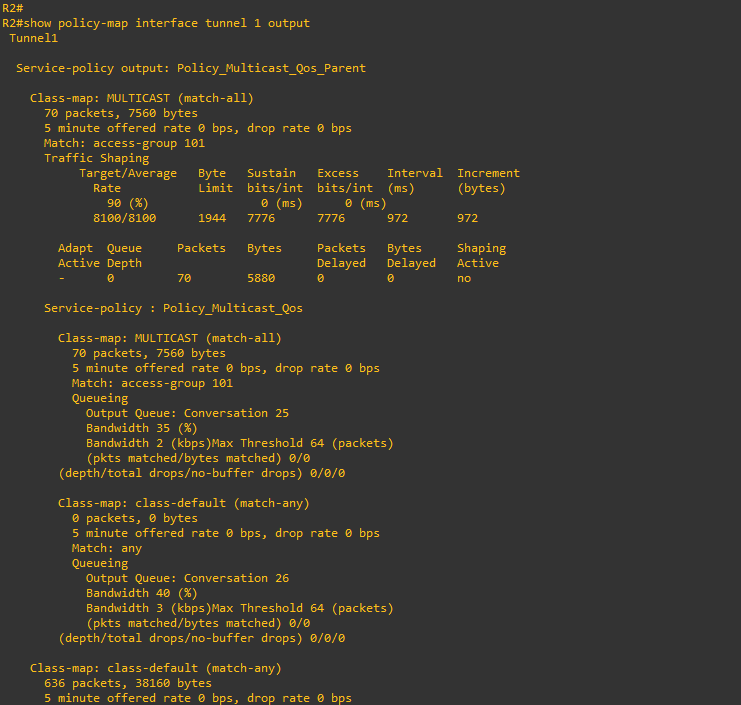 R2#
R2#show policy-map interface tunnel 1 output
Tunnel1
Service-policy output: Policy_Multicast_Qos_Parent
Class-map: MULTICAST (match-all)
70 packets, 7560 bytes
5 minute offered rate 0 bps, drop rate 0 bps
Match: access-group 101
Traffic Shaping
Target/Average Byte Sustain Excess Interval Increment
Rate Limit bits/int bits/int (ms) (bytes)
90 (%) 0 (ms) 0 (ms)
8100/8100 1944 7776 7776 972 972
Adapt Queue Packets Bytes Packets Bytes Shaping
Active Depth Delayed Delayed Active
- 0 70 5880 0 0 no
Service-policy : Policy_Multicast_Qos
Class-map: MULTICAST (match-all)
70 packets, 7560 bytes
5 minute offered rate 0 bps, drop rate 0 bps
Match: access-group 101
Queueing
Output Queue: Conversation 25
Bandwidth 35 (%)
Bandwidth 2 (kbps)Max Threshold 64 (packets)
(pkts matched/bytes matched) 0/0
(depth/total drops/no-buffer drops) 0/0/0
Class-map: class-default (match-any)
0 packets, 0 bytes
5 minute offered rate 0 bps, drop rate 0 bps
Match: any
Queueing
Output Queue: Conversation 26
Bandwidth 40 (%)
Bandwidth 3 (kbps)Max Threshold 64 (packets)
(pkts matched/bytes matched) 0/0
(depth/total drops/no-buffer drops) 0/0/0
Class-map: class-default (match-any)
636 packets, 38160 bytes
5 minute offered rate 0 bps, drop rate 0 bps